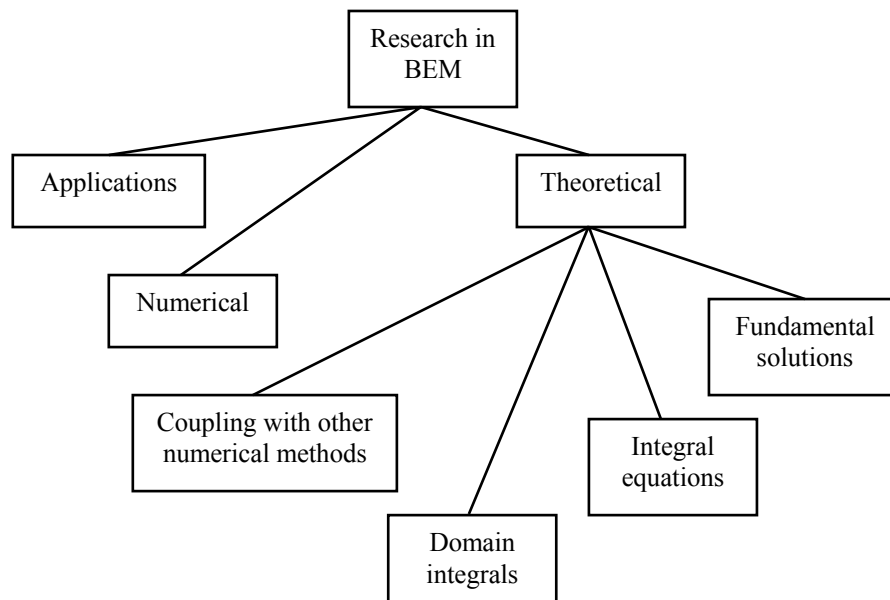 Research in
BEM
Applications
Theoretical
Numerical
Fundamental
solutions
Coupling with other
numerical methods
Integral
equations
Domain
integrals